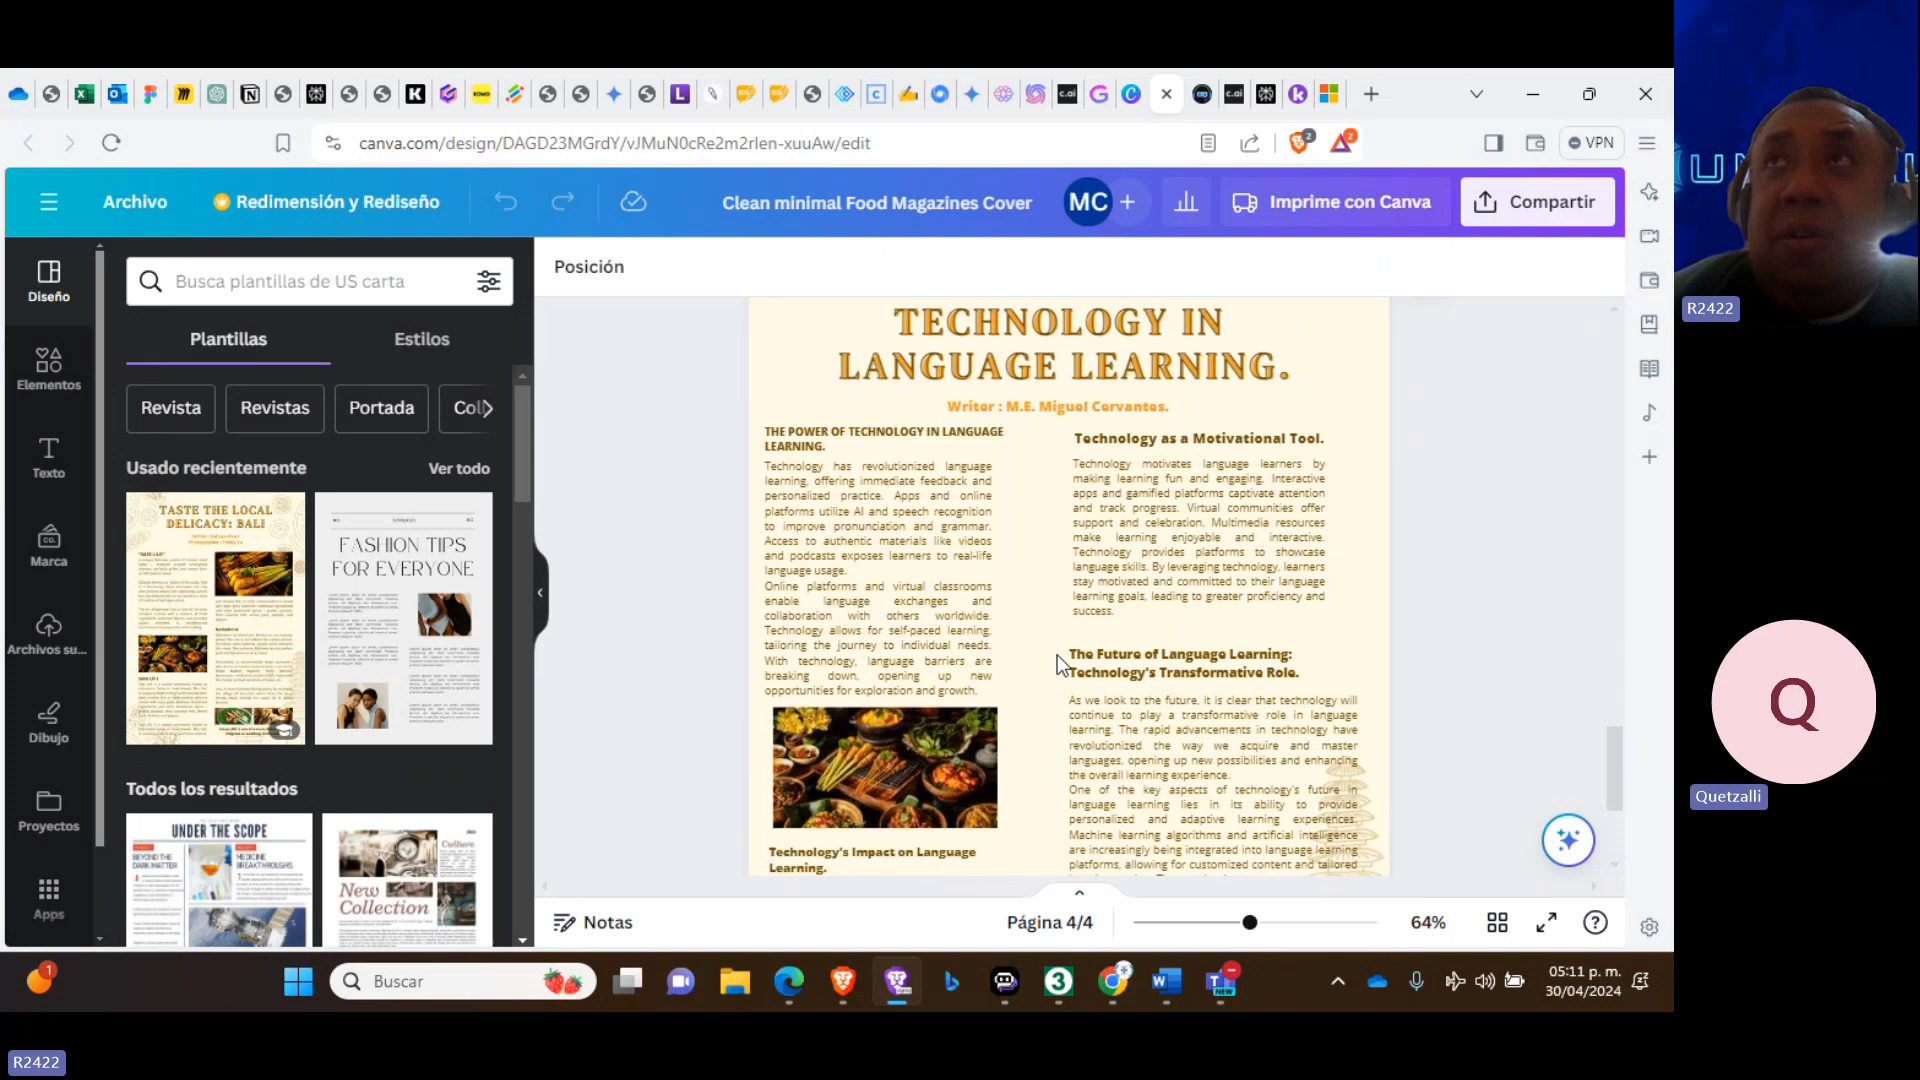 canva.com/design/DAGD23MGrdY/vJMuN0cRe2m2rlen-xuuAw/edit
2
2
VPN
Archivo
Redimensión y Rediseño
Clean minimal Food Magazines Cover
MC
Imprime con Canva
Compartir
Diseño
Elementos
Texto
Marca
Archivos su...
Dibujo
Proyectos
Apps
Busca plantillas de US carta
Plantillas
Estilos
Revista
Revistas
Portada
Usado recientemente
Ver todo
TASTE THE LOCAL
DELICACY: BALI
FASHION TIPS
FOR EVERYONE
Todos los resultados
UNDER THE SCOPE
BEYOND THE
DARK MATTER
MEDICINE
BREAKTHROUGHS
Culture
New
Collection
Posición
TECHNOLOGY IN
LANGUAGE LEARNING.
Writer : M.E. Miguel Cervantes.
THE POWER OF TECHNOLOGY IN LANGUAGE
LEARNING.
Technology has revolutionized language
learning, offering immediate feedback and
personalized practice. Apps and online
platforms utilize AI and speech recognition
to improve pronunciation and grammar.
Access to authentic materials like videos
and podcasts exposes learners to real-life
language usage.
Online platforms and virtual classrooms
enable language exchanges and
collaboration with others worldwide.
Technology allows for self-paced learning,
tailoring the journey to individual needs.
With technology, language barriers are
breaking down, opening up new
opportunities for exploration and growth.
Technology's Impact on Language
Learning.
Technology as a Motivational Tool.
Technology motivates language learners by
making learning fun and engaging. Interactive
apps and gamified platforms captivate attention
and track progress. Virtual communities offer
support and celebration. Multimedia resources
make learning enjoyable and interactive.
Technology provides platforms to showcase
language skills. By leveraging technology, learners
stay motivated and committed to their language
learning goals, leading to greater proficiency and
success.
The Future of Language Learning:
Technology's Transformative Role.
As we look to the future, it is clear that technology will
continue to play a transformative role in language
learning. The rapid advancements in technology have
revolutionized the way we acquire and master
languages, opening up new possibilities and enhancing
the overall learning experience.
One of the key aspects of technology's future in
language learning lies in its ability to provide
personalized and adaptive learning experiences.
Machine learning algorithms and artificial intelligence
are increasingly being integrated into language learning
platforms, allowing for customized content and tailored
Notas
Página 4/4
64%
1
Buscar
05:11 p. m.
30/04/2024
R2422
Q
Quetzalli
R2422